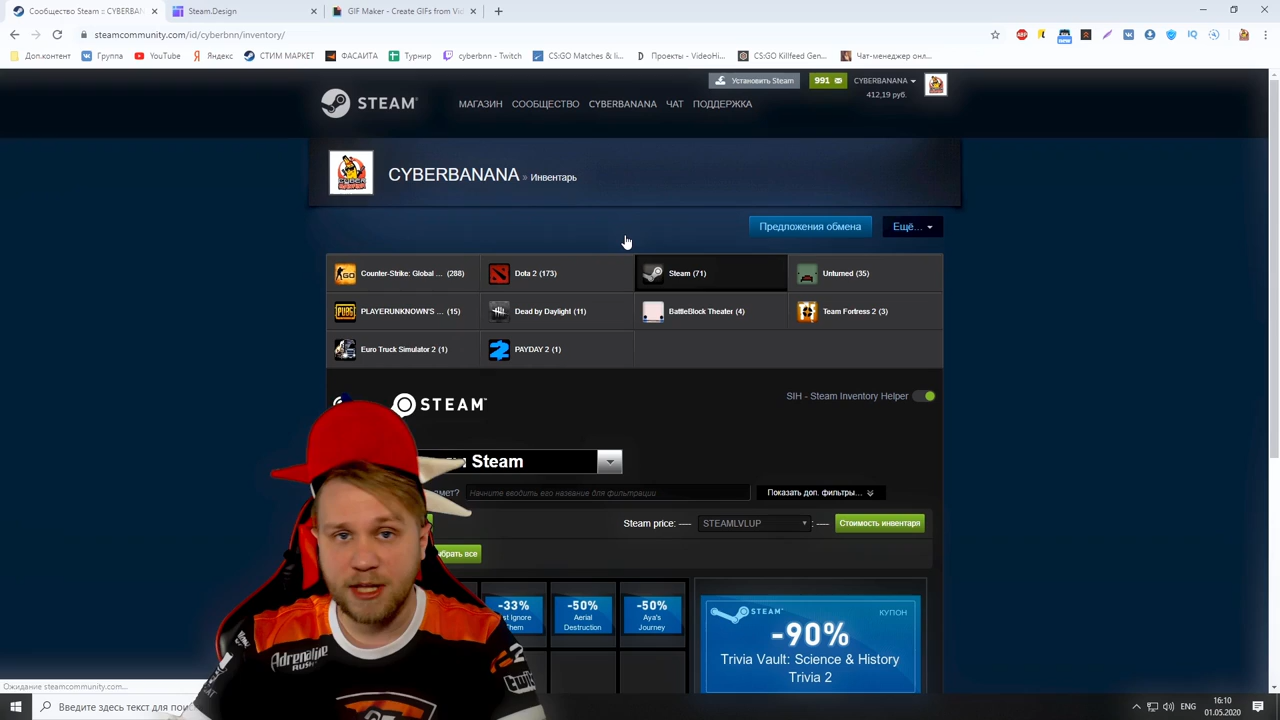 Сообщество Steam :: CYBERBANAN
Steam.Design
GIF Maker - Create GIFs from Vid
steamcommunity.com/id/cyberbnn/inventory/
Доп.контент
Группа
YouTube
Яндекс
СТИМ МАРКЕТ
ФАСАИТА
Турнир
cyberbnn - Twitch
CS:GO Matches & li...
Проекты - VideoHi...
CS:GO Killfeed Gen...
Чат-менеджер onl...
Установить Steam
991
CYBERBANANA
412,19 руб.
STEAM
МАГАЗИН СООБЩЕСТВО CYBERBANANA ЧАТ ПОДДЕРЖКА
CYBERBANANA » Инвентарь
Предложения обмена
Ещё...
Counter-Strike: Global ... (288)
Dota 2 (173)
Steam (71)
Unturned (35)
PLAYERUNKNOWN'S ... (15)
Dead by Daylight (11)
BattleBlock Theater (4)
Team Fortress 2 (3)
Euro Truck Simulator 2 (1)
PAYDAY 2 (1)
STEAM
SIH - Steam Inventory Helper
Steam
Начните вводить его название для фильтрации
Показать доп. фильтры...
Steam price: —
STEAMLVLUP
: —
Стоимость инвентаря
брать все
-33%
-50%
Aerial
Destruction
-50%
Aya's
Journey
STEAM
КУПОН
-90%
Trivia Vault: Science & History
Trivia 2
Adrenaline
RUSH
Ожидание steamcommunity.com...
Введите здесь текст для пои
ENG
16:10
01.05.2020